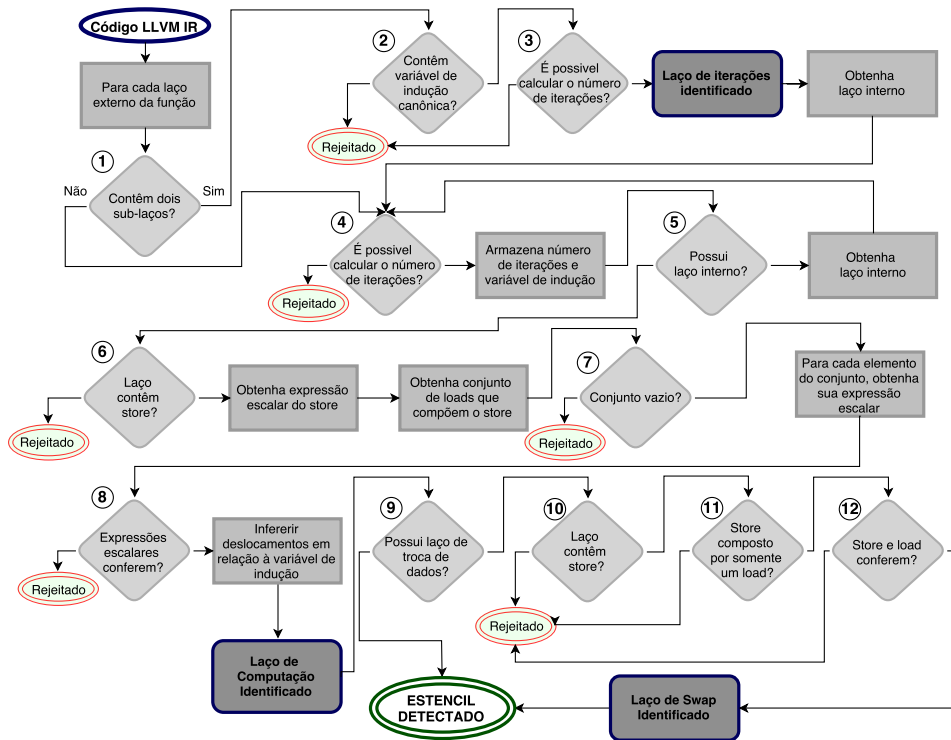 Código LLVM IR
Para cada laço
externo da função
1
Não
Sim
Contêm dois
sub-laços?
2
Contêm
variável de
indução
canônica?
Rejeitado
3
É possivel
calcular o número
de iterações?
Laço de iterações
identificado
Obtenha
laço interno
4
É possivel
calcular o número
de iterações?
Rejeitado
Armazena número
de iterações e
variável de indução
5
Possui
laço interno?
Obtenha
laço interno
6
Laço
contêm
store?
Rejeitado
Obtenha expressão
escalar do store
Obtenha conjunto
de loads que
compõem o store
7
Conjunto vazio?
Rejeitado
Para cada elemento
do conjunto, obtenha
sua expressão
escalar
8
Expressões
escalares
conferem?
Rejeitado
Infererir
deslocamentos em
relação à variável de
indução
Laço de
Computação
Identificado
9
Possui laço de
troca de
dados?
10
Laço
contêm
store?
Rejeitado
11
Store
composto
por somente
um load?
12
Store e load
conferem?
ESTENCIL
DETECTADO
Laço de Swap
Identificado